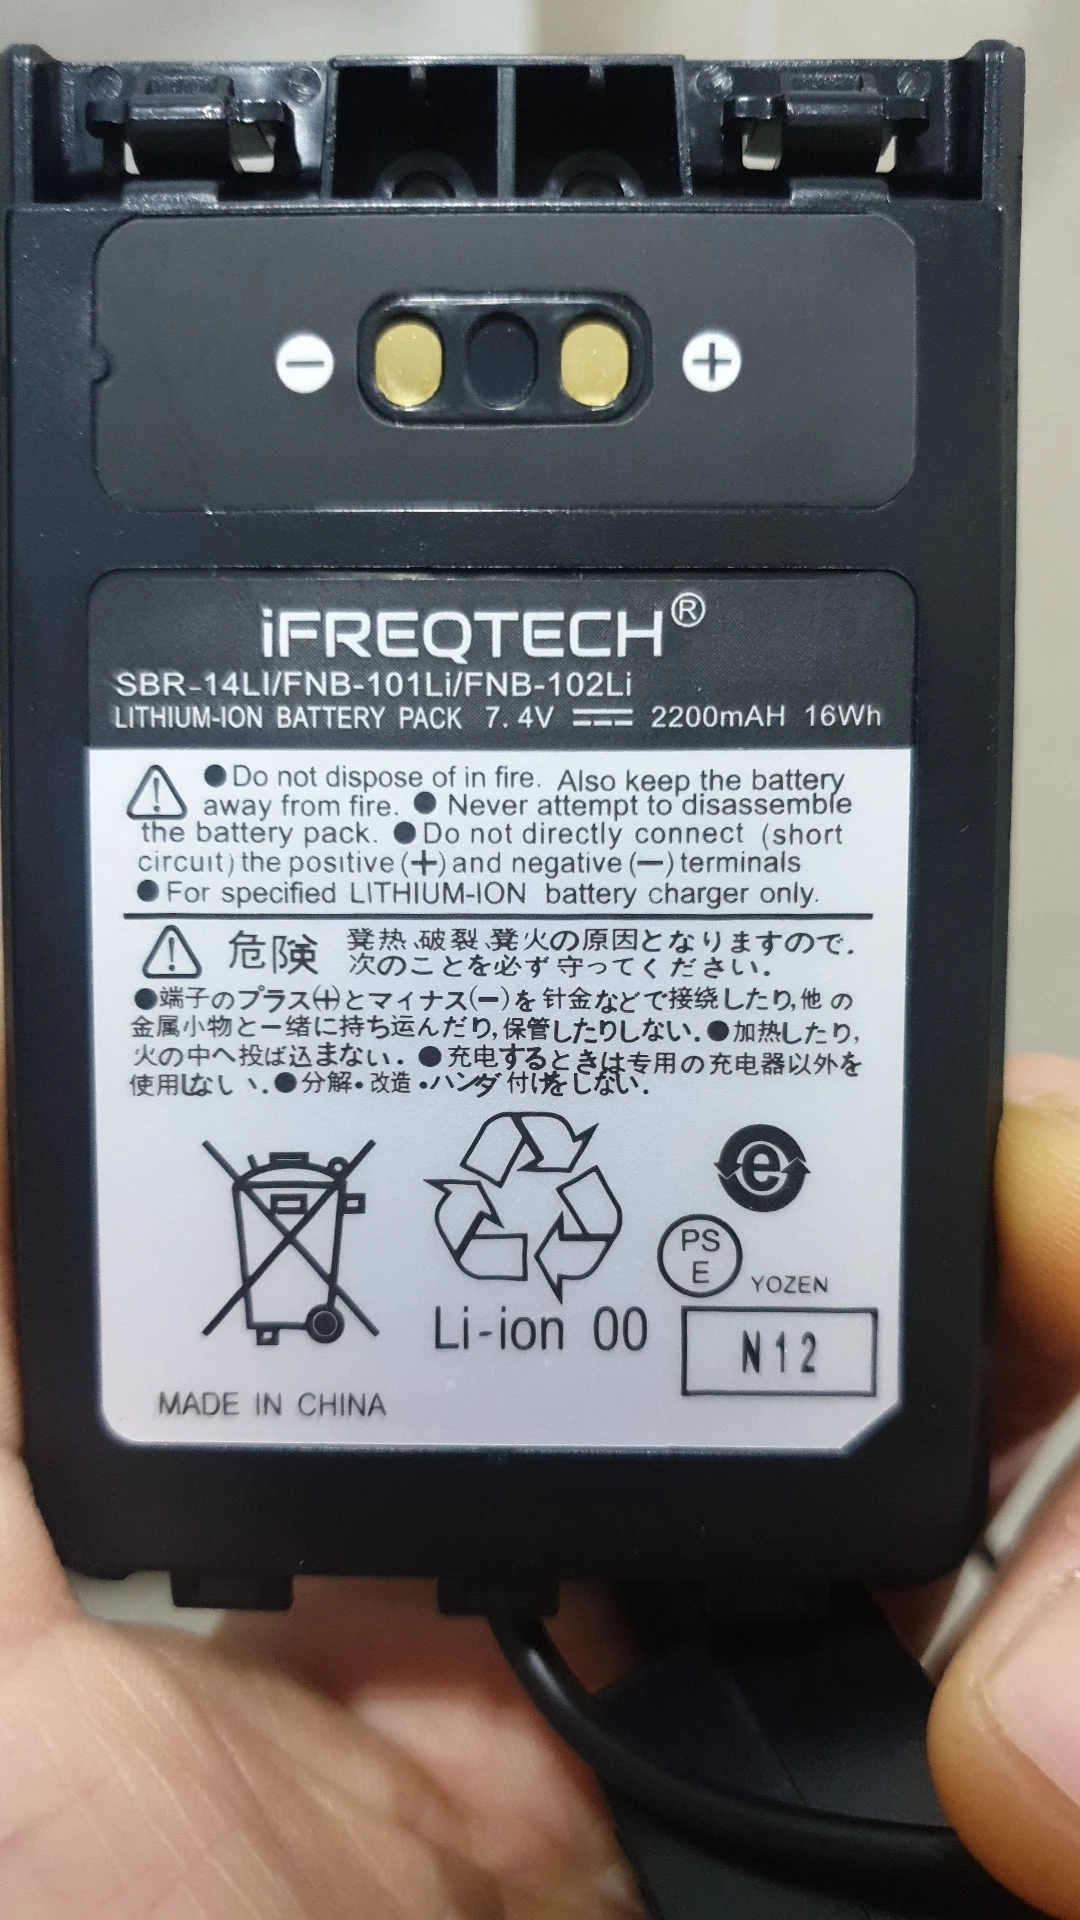 − +
iFREQTECH®
SBR-14LI/FNB-101Li/FNB-102Li
LITHIUM-ION BATTERY PACK 7.4V ⎓ 2200mAH 16Wh
●Do not dispose of in fire. Also keep the battery
away from fire. ● Never attempt to disassemble
the battery pack. ●Do not directly connect (short
circuit) the positive (+) and negative (−) terminals
●For specified LITHIUM-ION battery charger only.
危険 発熱、破裂、発火の原因となりますので.
次のことを必ず守ってください.
●端子のプラス(+)とマイナス(−)を針金などで接绕したり,他の
金属小物と一绪に持ち运んだり,保管したりしない.●加热したり,
火の中へ投ば込まない.●充电するときは专用の充电器以外を
使用しない、.●分解・改造・ハンダ付けをしない.
e
PS
E YOZEN
Li-ion 00
N12
MADE IN CHINA